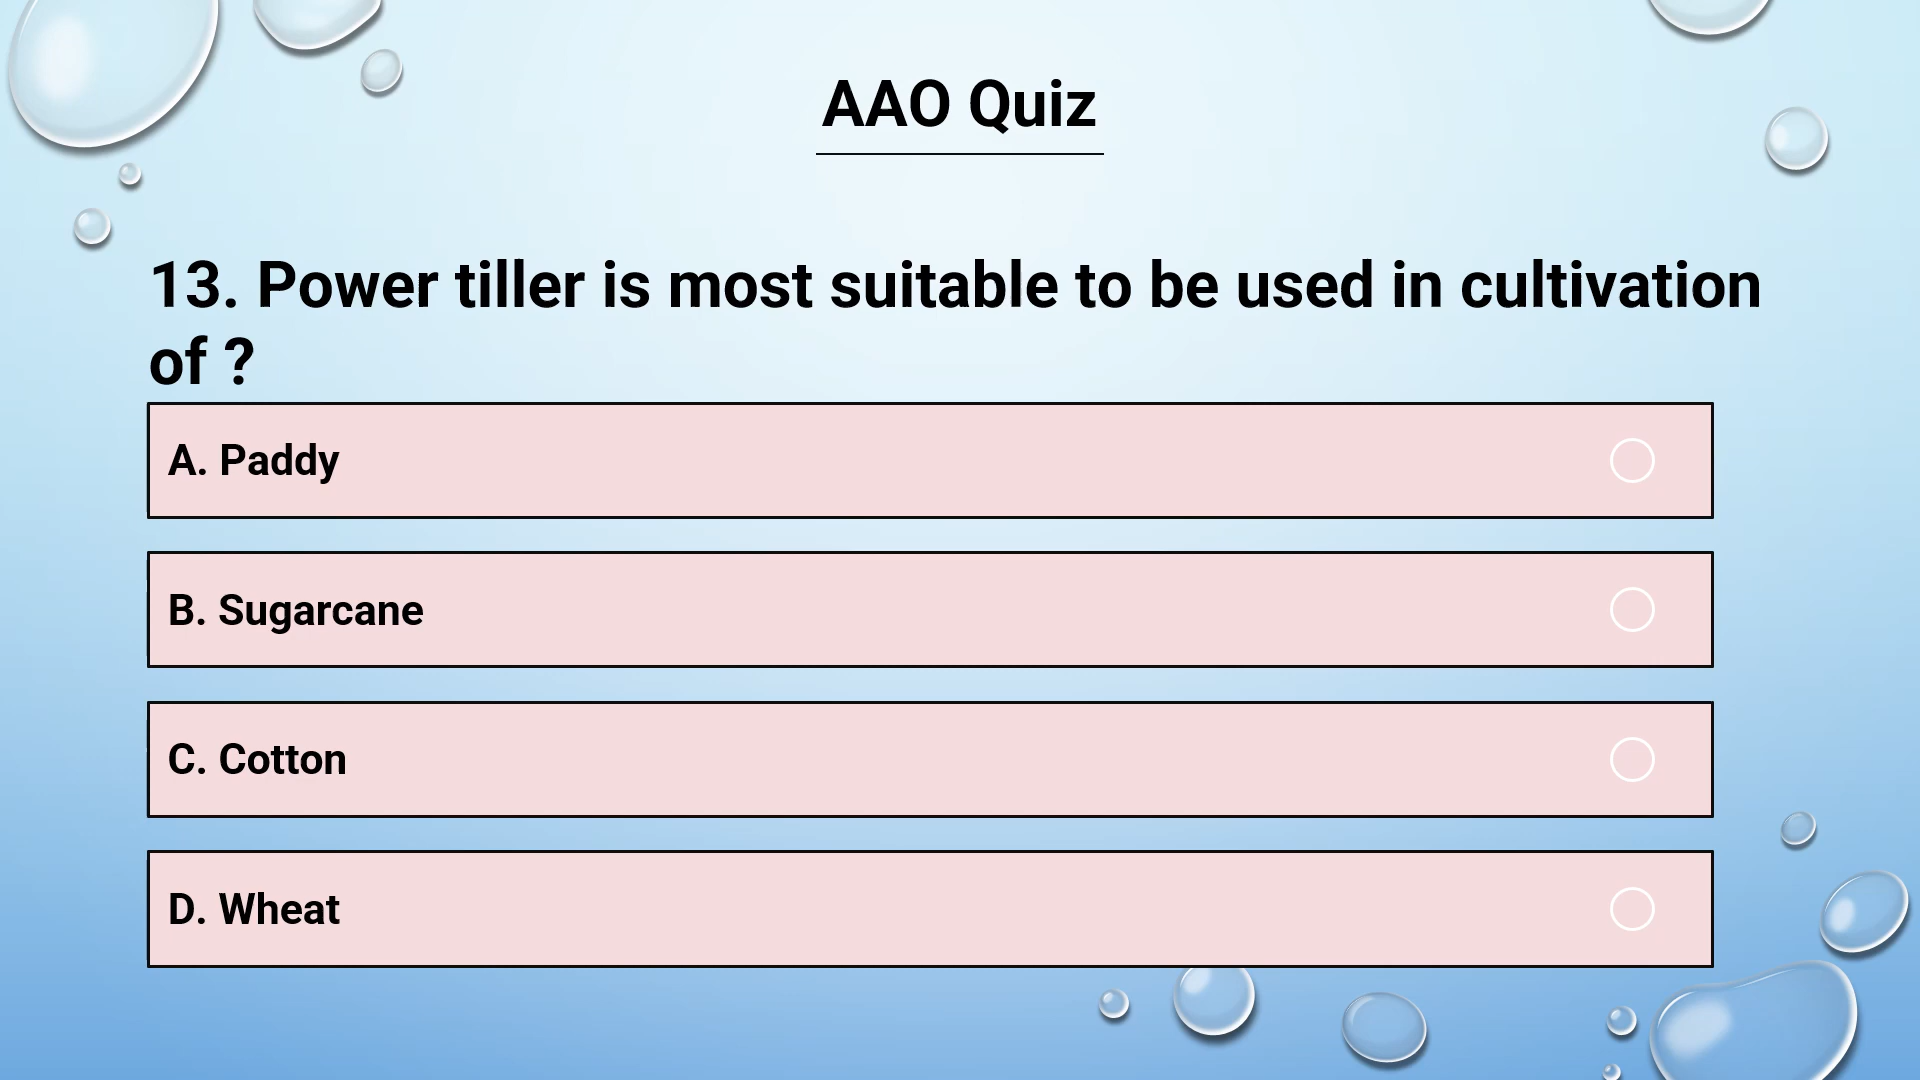 AAO Quiz
13. Power tiller is most suitable to be used in cultivation
of ?
A. Paddy
B. Sugarcane
C. Cotton
D. Wheat